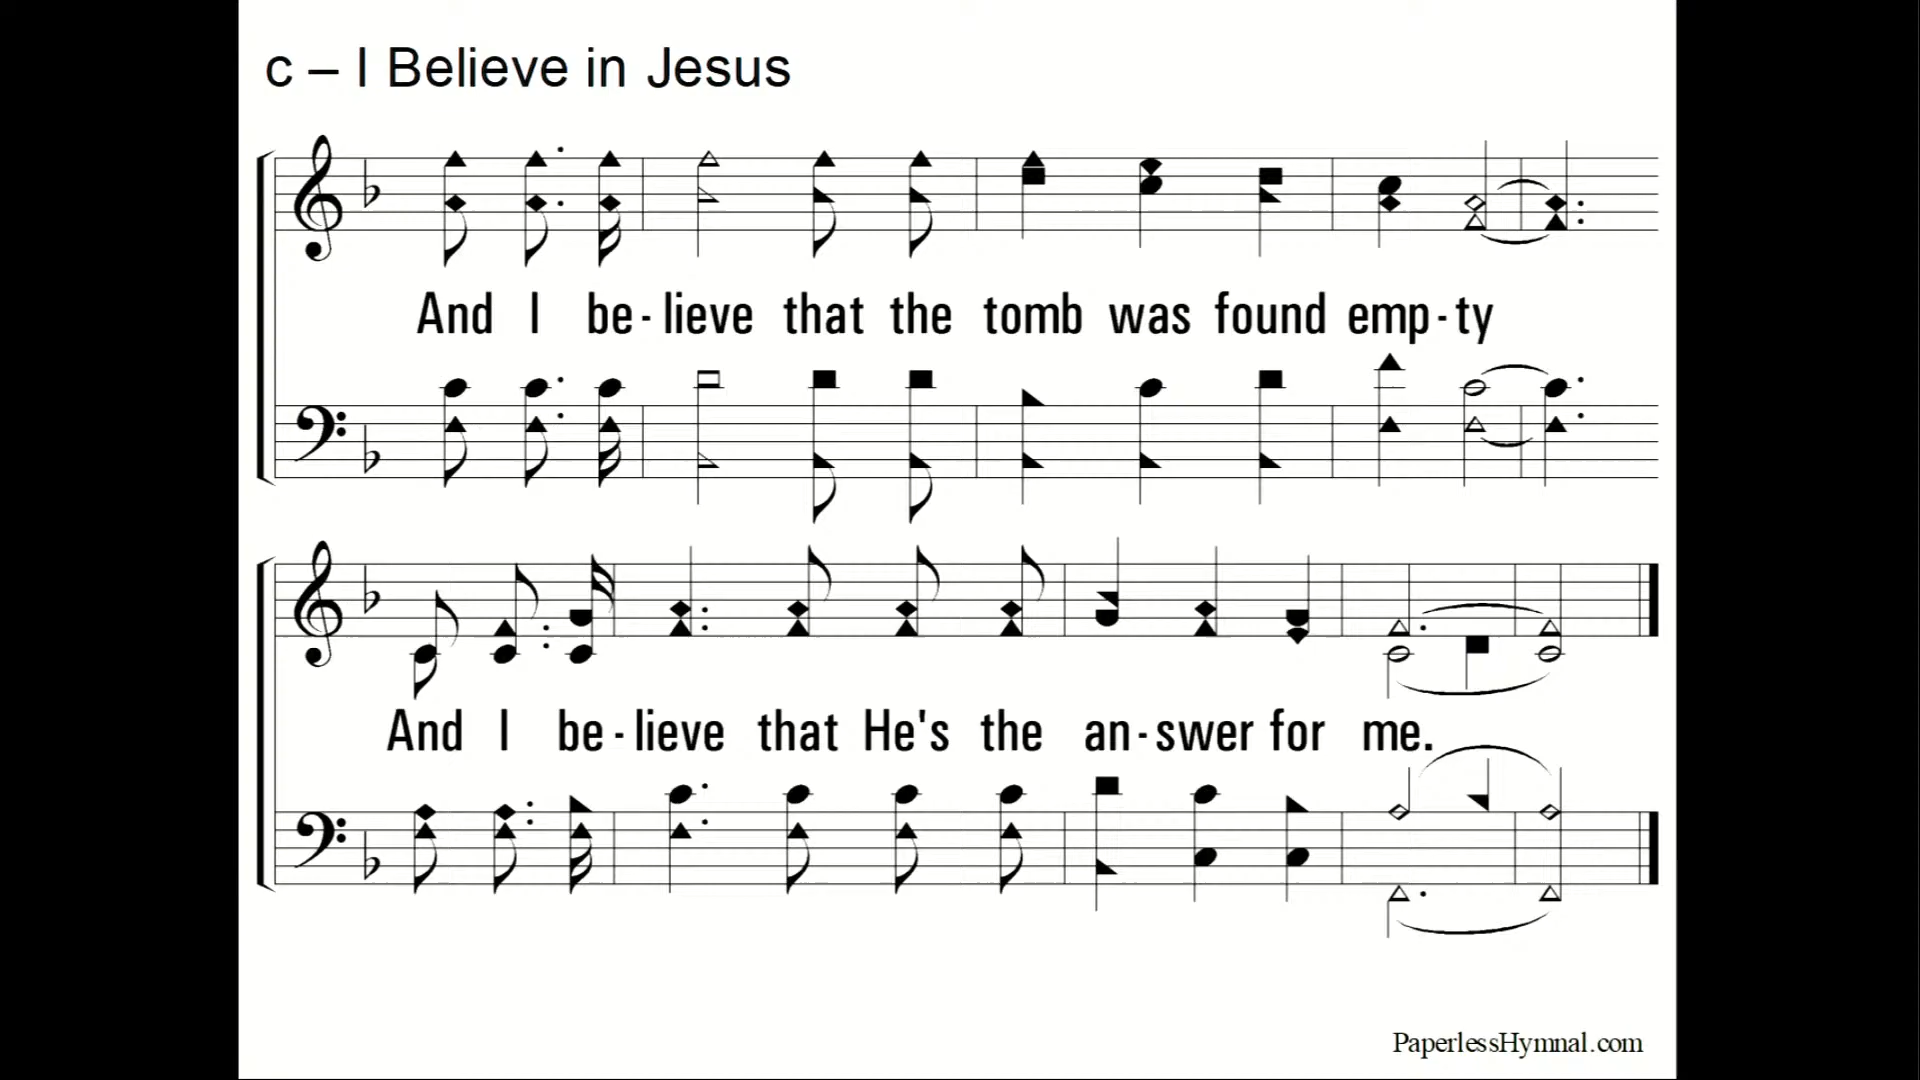 c – I Believe in Jesus
And I be-lieve that the tomb was found emp-ty
And I be-lieve that He's the an-swer for me.
PaperlessHymnal.com